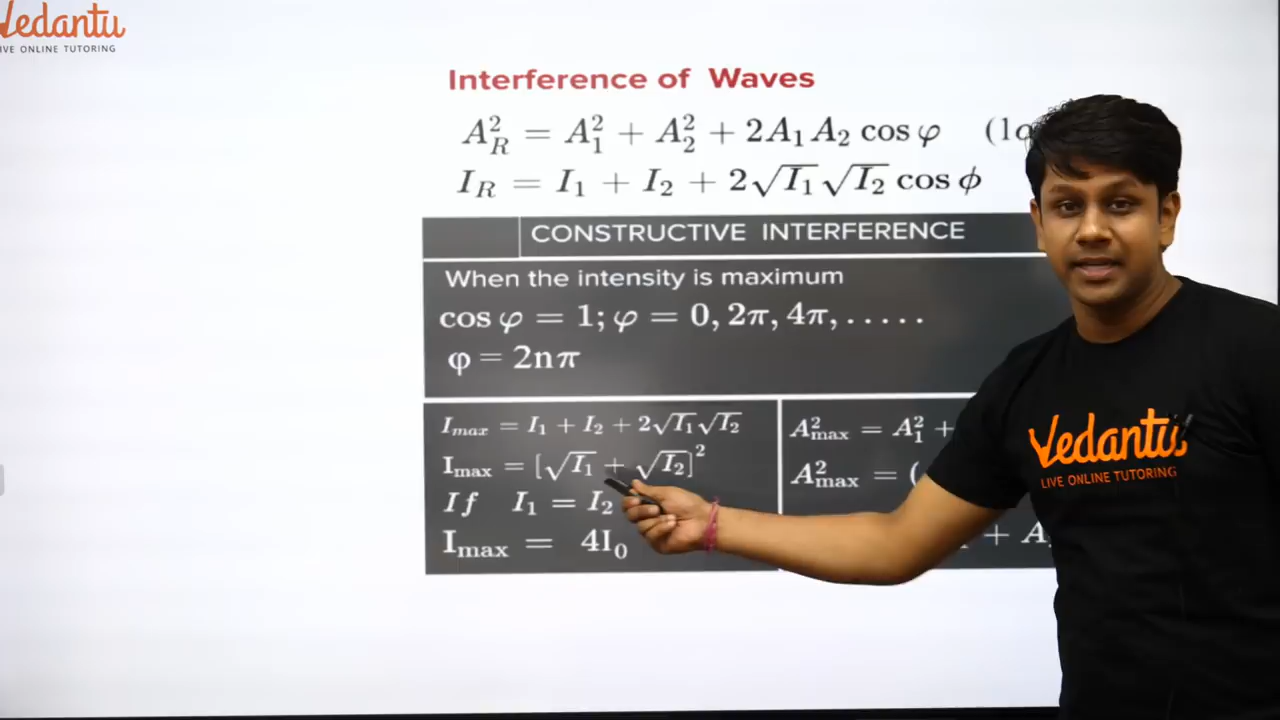 Vedantu
LIVE ONLINE TUTORING
Interference of Waves
A_R^2 = A_1^2 + A_2^2 + 2A_1 A_2 cos φ
I_R = I_1 + I_2 + 2√I_1 √I_2 cos ϕ
CONSTRUCTIVE INTERFERENCE
When the intensity is maximum
cos φ = 1; φ = 0, 2π, 4π, . . . . .
φ = 2nπ
I_max = I_1 + I_2 + 2√I_1 √I_2
I_max = [√I_1 + √I_2]^2
If I_1 = I_2
I_max = 4I_0
A_max^2 = A_1^2 +
A_max^2 = (
+ A
Vedantu
LIVE ONLINE TUTORING